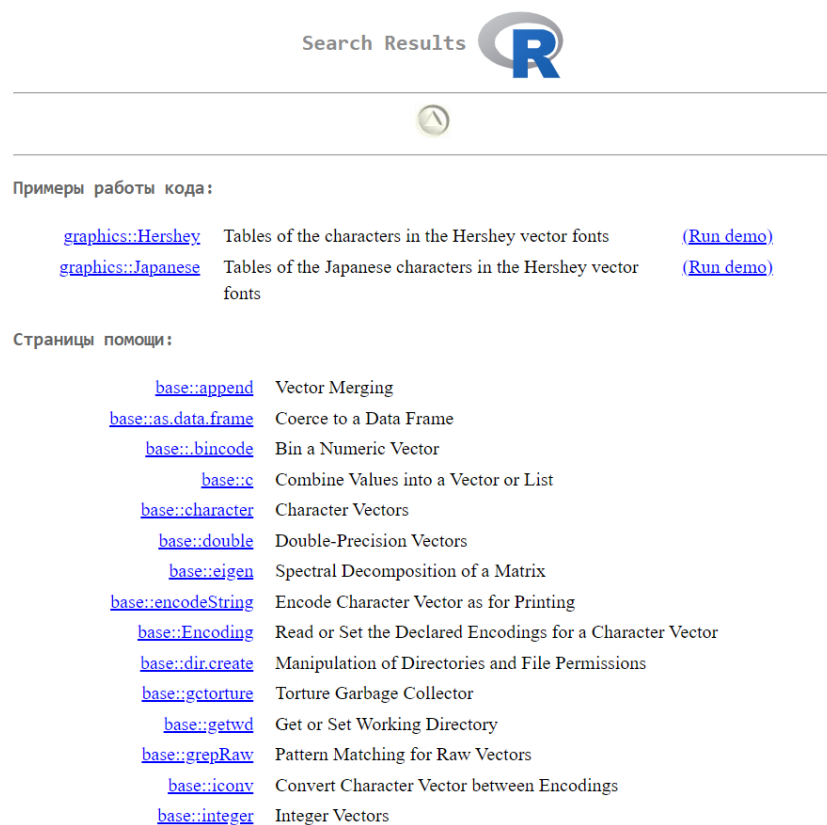 Search Results R
Примеры работы кода:
graphics::Hershey Tables of the characters in the Hershey vector fonts (Run demo)
graphics::Japanese Tables of the Japanese characters in the Hershey vector (Run demo)
fonts
Страницы помощи:
base::append Vector Merging
base::as.data.frame Coerce to a Data Frame
base::.bincode Bin a Numeric Vector
base::c Combine Values into a Vector or List
base::character Character Vectors
base::double Double-Precision Vectors
base::eigen Spectral Decomposition of a Matrix
base::encodeString Encode Character Vector as for Printing
base::Encoding Read or Set the Declared Encodings for a Character Vector
base::dir.create Manipulation of Directories and File Permissions
base::gctorture Torture Garbage Collector
base::getwd Get or Set Working Directory
base::grepRaw Pattern Matching for Raw Vectors
base::iconv Convert Character Vector between Encodings
base::integer Integer Vectors